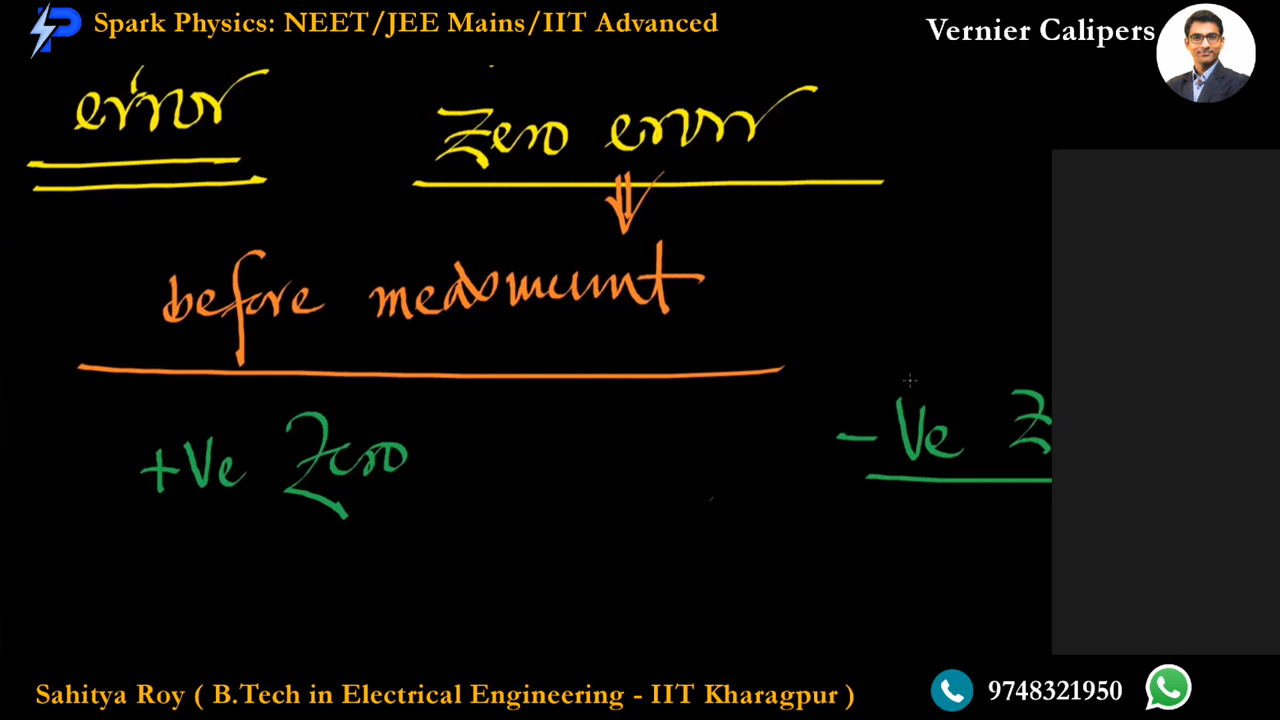 Spark Physics: NEET/JEE Mains/IIT Advanced
Vernier Calipers
error
Zero error
before
+Ve Zero
-Ve Z
Sahitya Roy ( B.Tech in Electrical Engineering - IIT Kharagpur )
9748321950